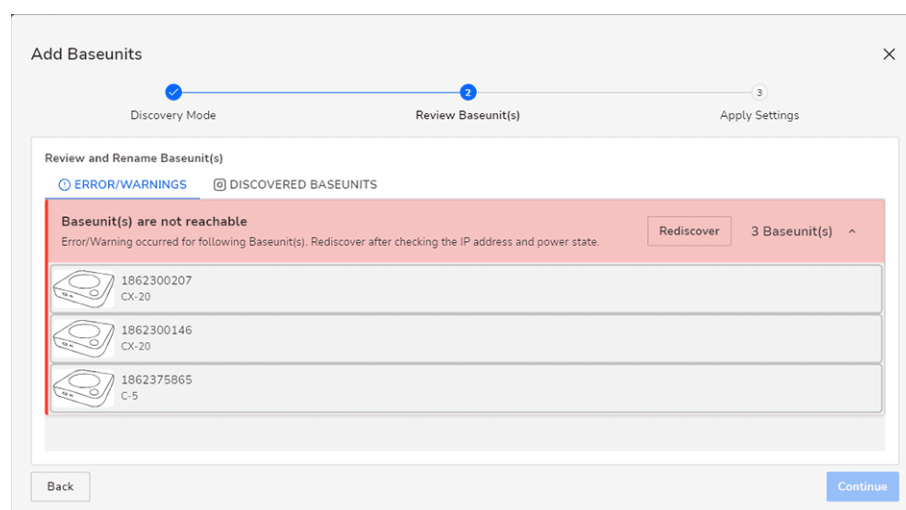 Add Baseunits
2
3
Discovery Mode
Review Baseunit(s)
Apply Settings
Review and Rename Baseunit(s)
ERROR/WARNINGS
DISCOVERED BASEUNITS
Baseunit(s) are not reachable
Error/Warning occurred for following Baseunit(s). Rediscover after checking the IP address and power state.
Rediscover
3 Baseunit(s)
1862300207
CX-20
1862300146
CX-20
1862375865
C-5
Back
Continue